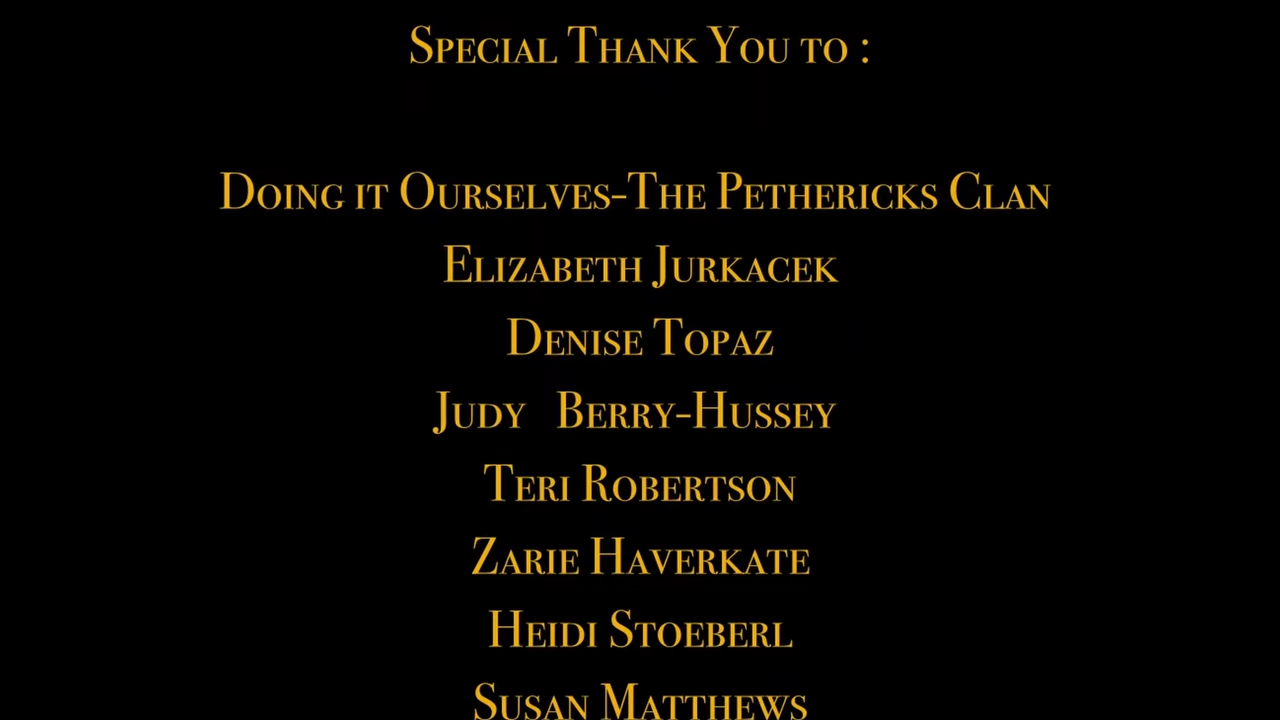 Special Thank You to :
Doing it Ourselves-The Pethericks Clan
Elizabeth Jurkacek
Denise Topaz
Judy Berry-Hussey
Teri Robertson
Zarie Haverkate
Heidi Stoeberl
Susan Matthews